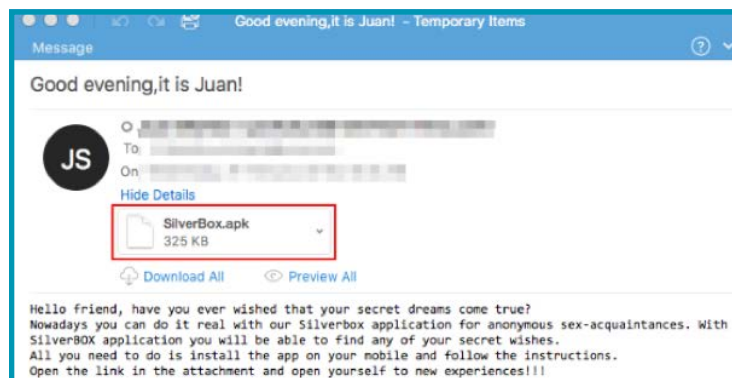 Good evening,it is Juan! – Temporary Items
Message
Good evening,it is Juan!
JS
To:
On
Hide Details
SilverBox.apk
325 KB
Download All Preview All
Hello friend, have you ever wished that your secret dreams come true?
Nowadays you can do it real with our Silverbox application for anonymous sex-acquaintances. With
SilverBOX application you will be able to find any of your secret wishes.
All you need to do is install the app on your mobile and follow the instructions.
Open the link in the attachment and open yourself to new experiences!!!